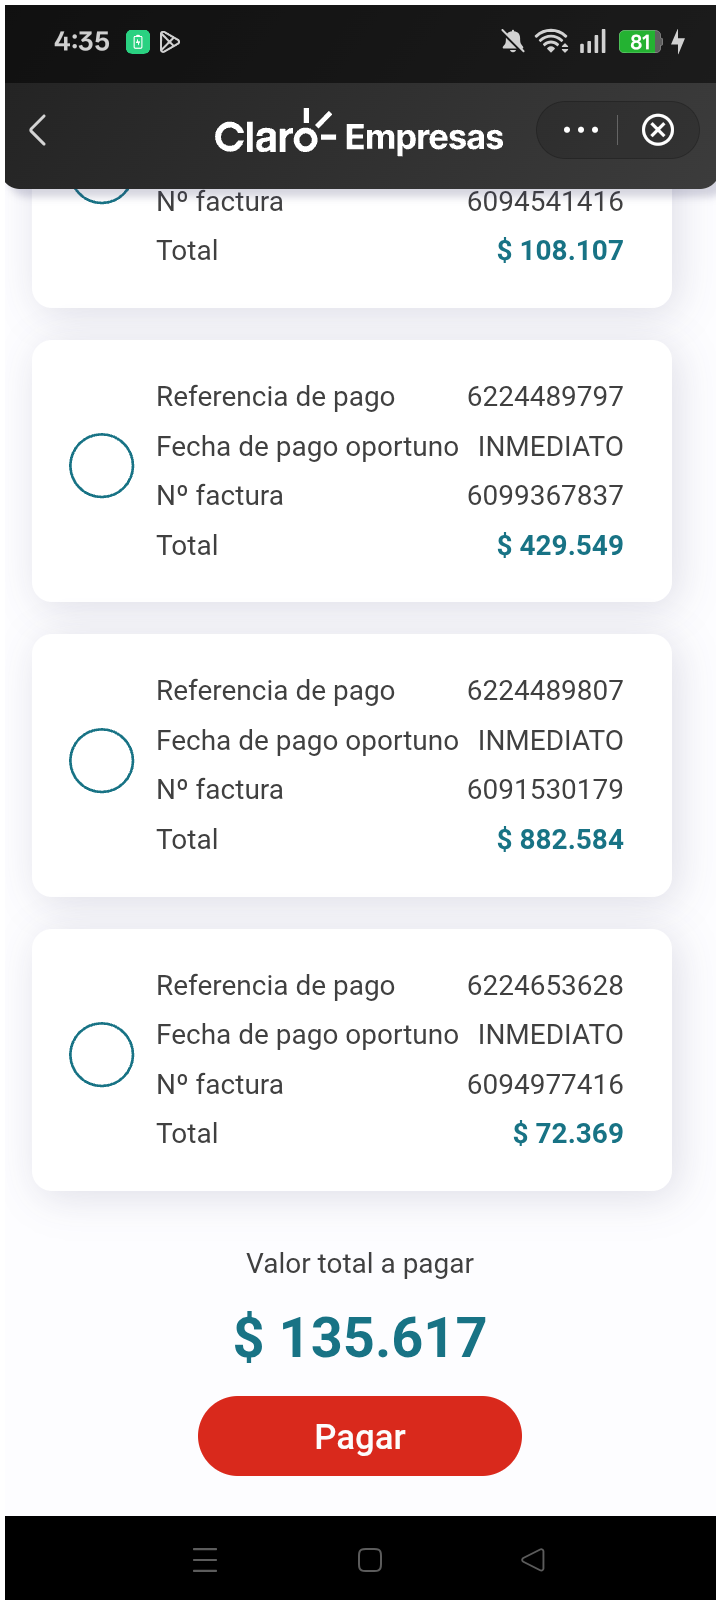 4:35 81
Claro Empresas
Nº factura 6094541416
Total $ 108.107
Referencia de pago 6224489797
Fecha de pago oportuno INMEDIATO
Nº factura 6099367837
Total $ 429.549
Referencia de pago 6224489807
Fecha de pago oportuno INMEDIATO
Nº factura 6091530179
Total $ 882.584
Referencia de pago 6224653628
Fecha de pago oportuno INMEDIATO
Nº factura 6094977416
Total $ 72.369
Valor total a pagar
$ 135.617
Pagar